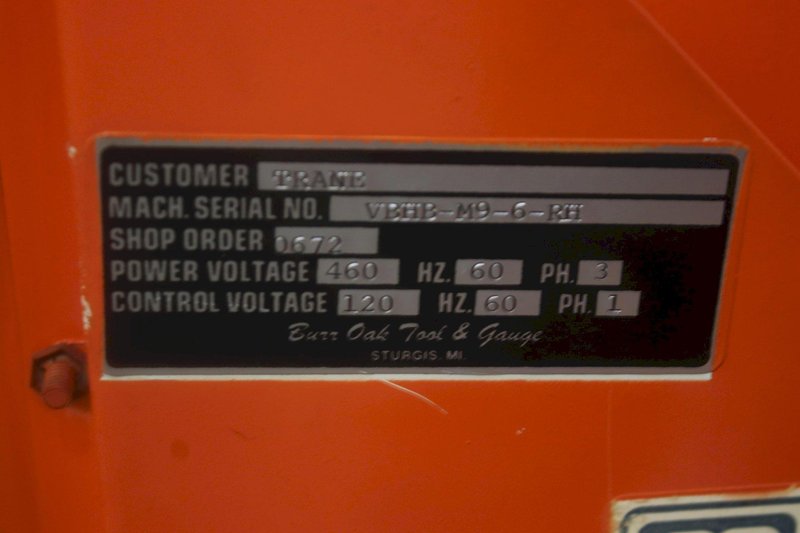 CUSTOMER TRANE
MACH. SERIAL NO. VBHB-M9-6-RH
SHOP ORDER 0672
POWER VOLTAGE 460 HZ. 60 PH. 3
CONTROL VOLTAGE 120 HZ. 60 PH. 1
Burr Oak Tool & Gauge
STURGIS, MI.